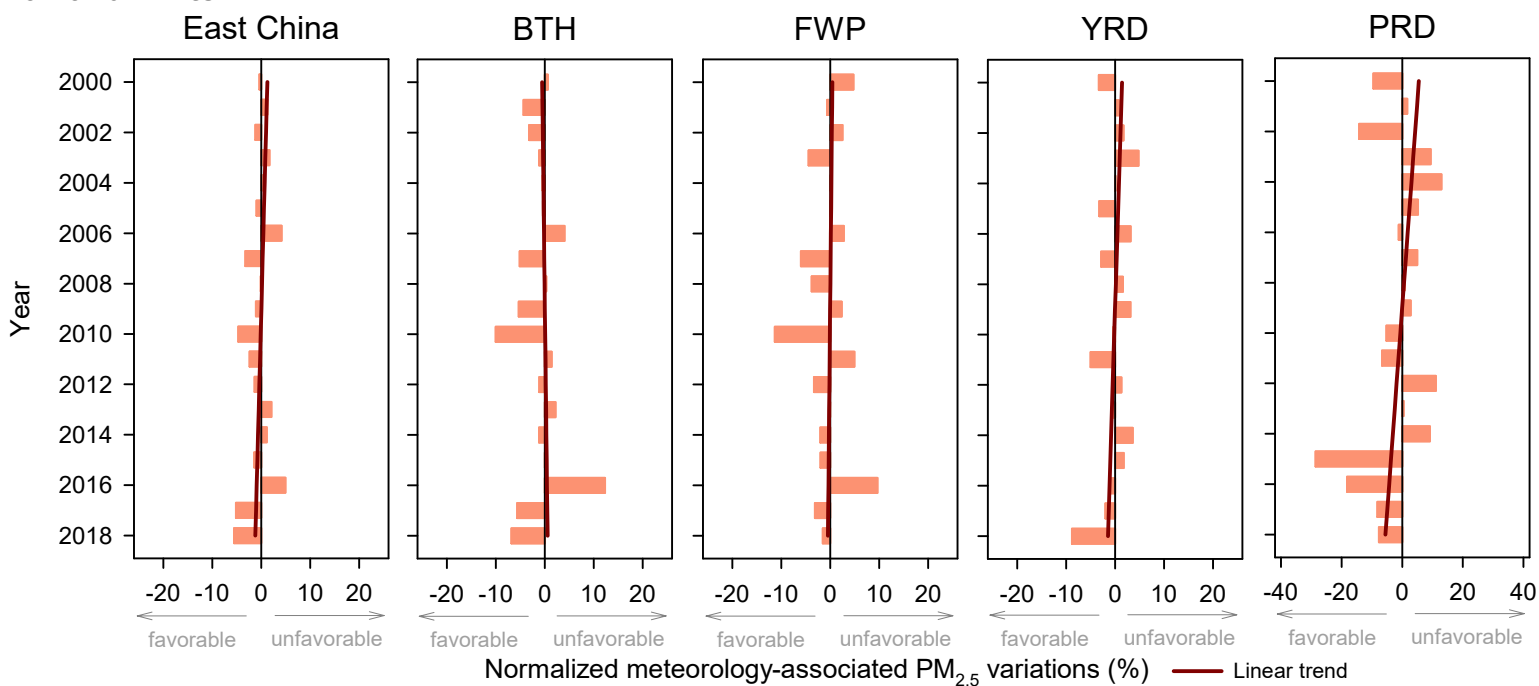 East China BTH FWP YRD PRD
Year
2000
2002
2004
2006
2008
2010
2012
2014
2016
2018
-20 -10 0 10 20 -20 -10 0 10 20 -20 -10 0 10 20 -20 -10 0 10 20 -40 -20 0 20 40
favorable unfavorable favorable unfavorable favorable unfavorable favorable unfavorable favorable unfavorable
Normalized meteorology-associated PM2.5 variations (%) Linear trend